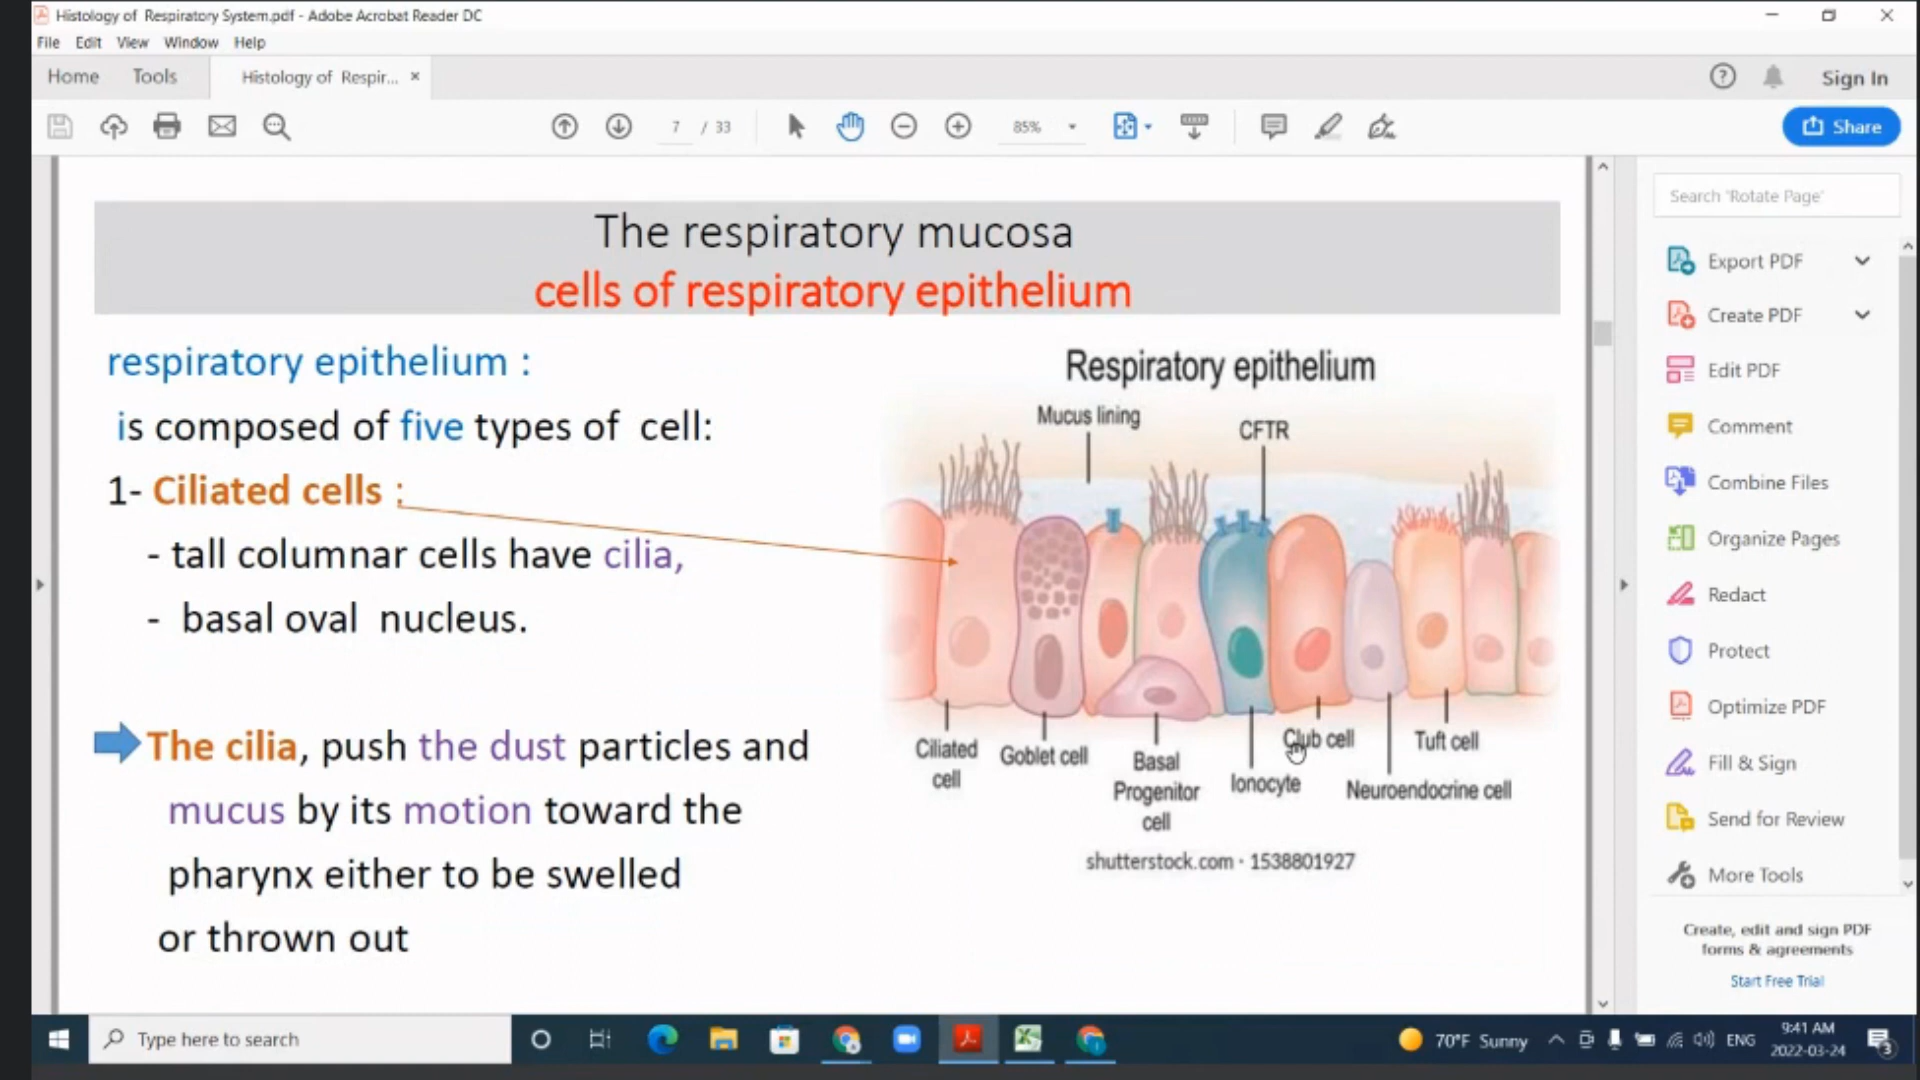 Histology of Respiratory System.pdf - Adobe Acrobat Reader DC
File Edit View Window Help
Home Tools Histology of Respir... ×
Sign In
7 / 33
85%
Share
The respiratory mucosa
cells of respiratory epithelium
respiratory epithelium :
is composed of five types of cell:
1- Ciliated cells :
- tall columnar cells have cilia,
- basal oval nucleus.
The cilia, push the dust particles and
mucus by its motion toward the
pharynx either to be swelled
or thrown out
Respiratory epithelium
Mucus lining
CFTR
Ciliated
cell
Goblet cell
Basal
Progenitor
cell
Ionocyte
Club cell
Neuroendocrine cell
Tuft cell
shutterstock.com · 1538801927
Search 'Rotate Page'
Export PDF
Create PDF
Edit PDF
Comment
Combine Files
Organize Pages
Redact
Protect
Optimize PDF
Fill & Sign
Send for Review
More Tools
Create, edit and sign PDF
forms & agreements
Start Free Trial
Type here to search
70°F Sunny
ENG
9:41 AM
2022-03-24
3